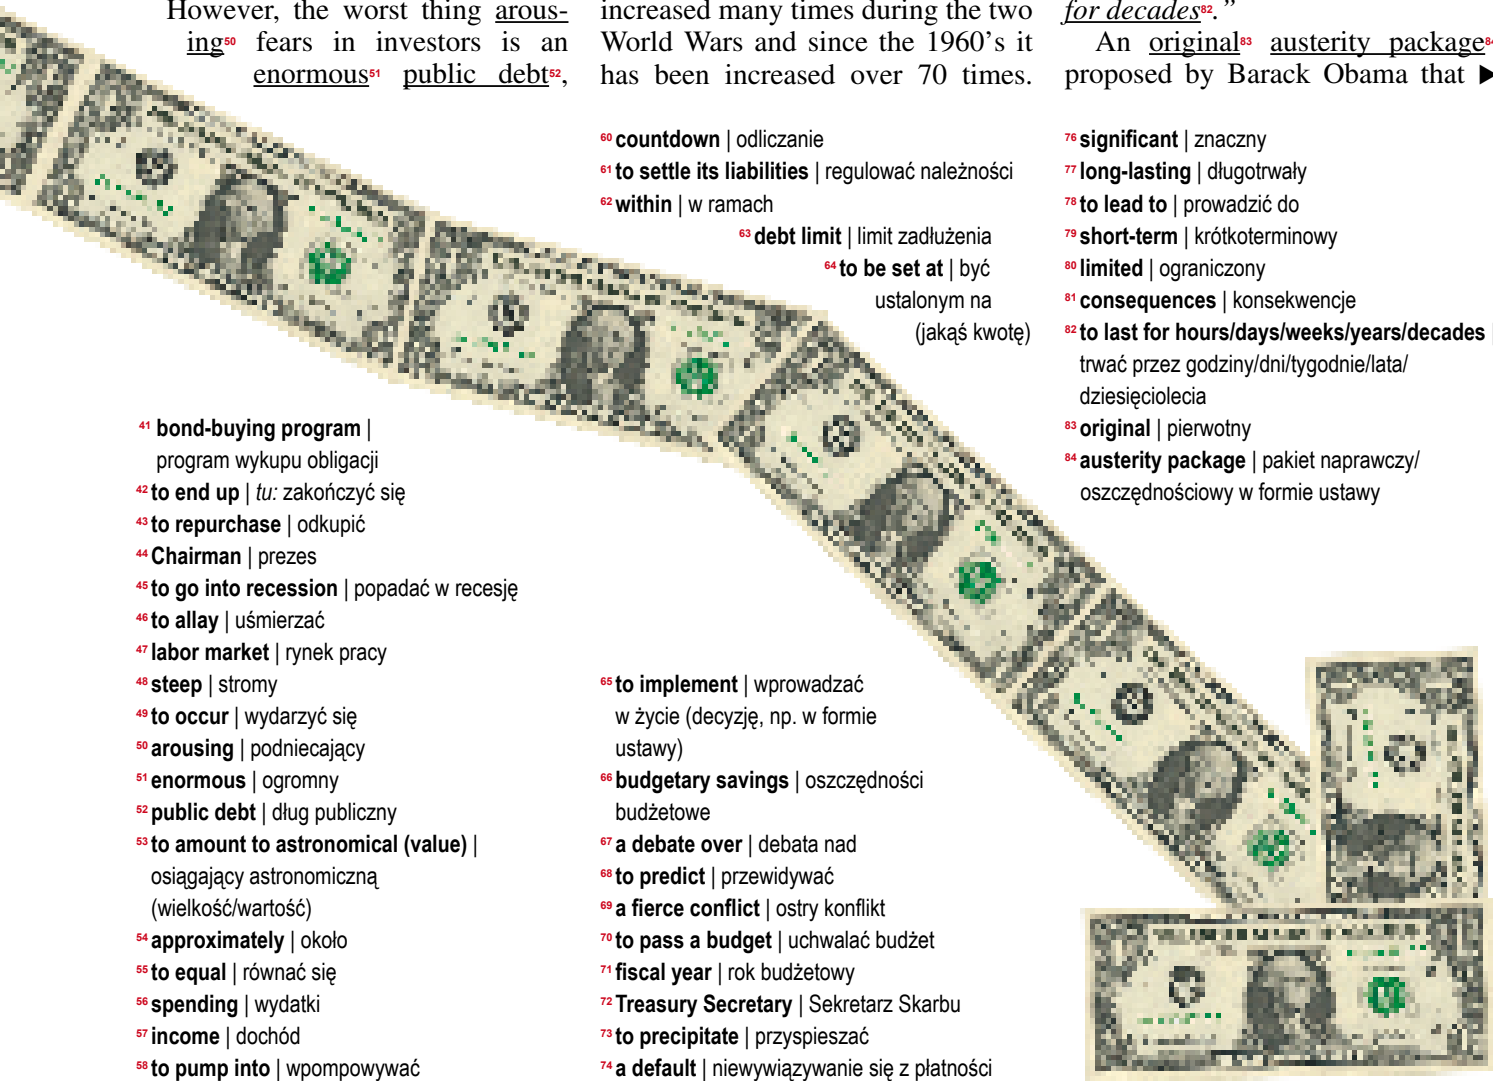 However, the worst thing arous-
ing⁵⁰ fears in investors is an
enormous⁵¹ public debt⁵²,
increased many times during the two
World Wars and since the 1960’s it
has been increased over 70 times.
for decades⁸².”
An original⁸³ austerity package⁸⁴
proposed by Barack Obama that ▶
⁴¹ bond-buying program |
program wykupu obligacji
⁴² to end up | tu: zakończyć się
⁴³ to repurchase | odkupić
⁴⁴ Chairman | prezes
⁴⁵ to go into recession | popadać w recesję
⁴⁶ to allay | uśmierzać
⁴⁷ labor market | rynek pracy
⁴⁸ steep | stromy
⁴⁹ to occur | wydarzyć się
⁵⁰ arousing | podniecający
⁵¹ enormous | ogromny
⁵² public debt | dług publiczny
⁵³ to amount to astronomical (value) |
osiągający astronomiczną
(wielkość/wartość)
⁵⁴ approximately | około
⁵⁵ to equal | równać się
⁵⁶ spending | wydatki
⁵⁷ income | dochód
⁵⁸ to pump into | wpompowywać
⁶⁰ countdown | odliczanie
⁶¹ to settle its liabilities | regulować należności
⁶² within | w ramach
⁶³ debt limit | limit zadłużenia
⁶⁴ to be set at | być
ustalonym na
(jakąś kwotę)
⁶⁵ to implement | wprowadzać
w życie (decyzję, np. w formie
ustawy)
⁶⁶ budgetary savings | oszczędności
budżetowe
⁶⁷ a debate over | debata nad
⁶⁸ to predict | przewidywać
⁶⁹ a fierce conflict | ostry konflikt
⁷⁰ to pass a budget | uchwalać budżet
⁷¹ fiscal year | rok budżetowy
⁷² Treasury Secretary | Sekretarz Skarbu
⁷³ to precipitate | przyspieszać
⁷⁴ a default | niewywiązywanie się z płatności
⁷⁶ significant | znaczny
⁷⁷ long-lasting | długotrwały
⁷⁸ to lead to | prowadzić do
⁷⁹ short-term | krótkoterminowy
⁸⁰ limited | ograniczony
⁸¹ consequences | konsekwencje
⁸² to last for hours/days/weeks/years/decades |
trwać przez godziny/dni/tygodnie/lata/
dziesięciolecia
⁸³ original | pierwotny
⁸⁴ austerity package | pakiet naprawczy/
oszczędnościowy w formie ustawy